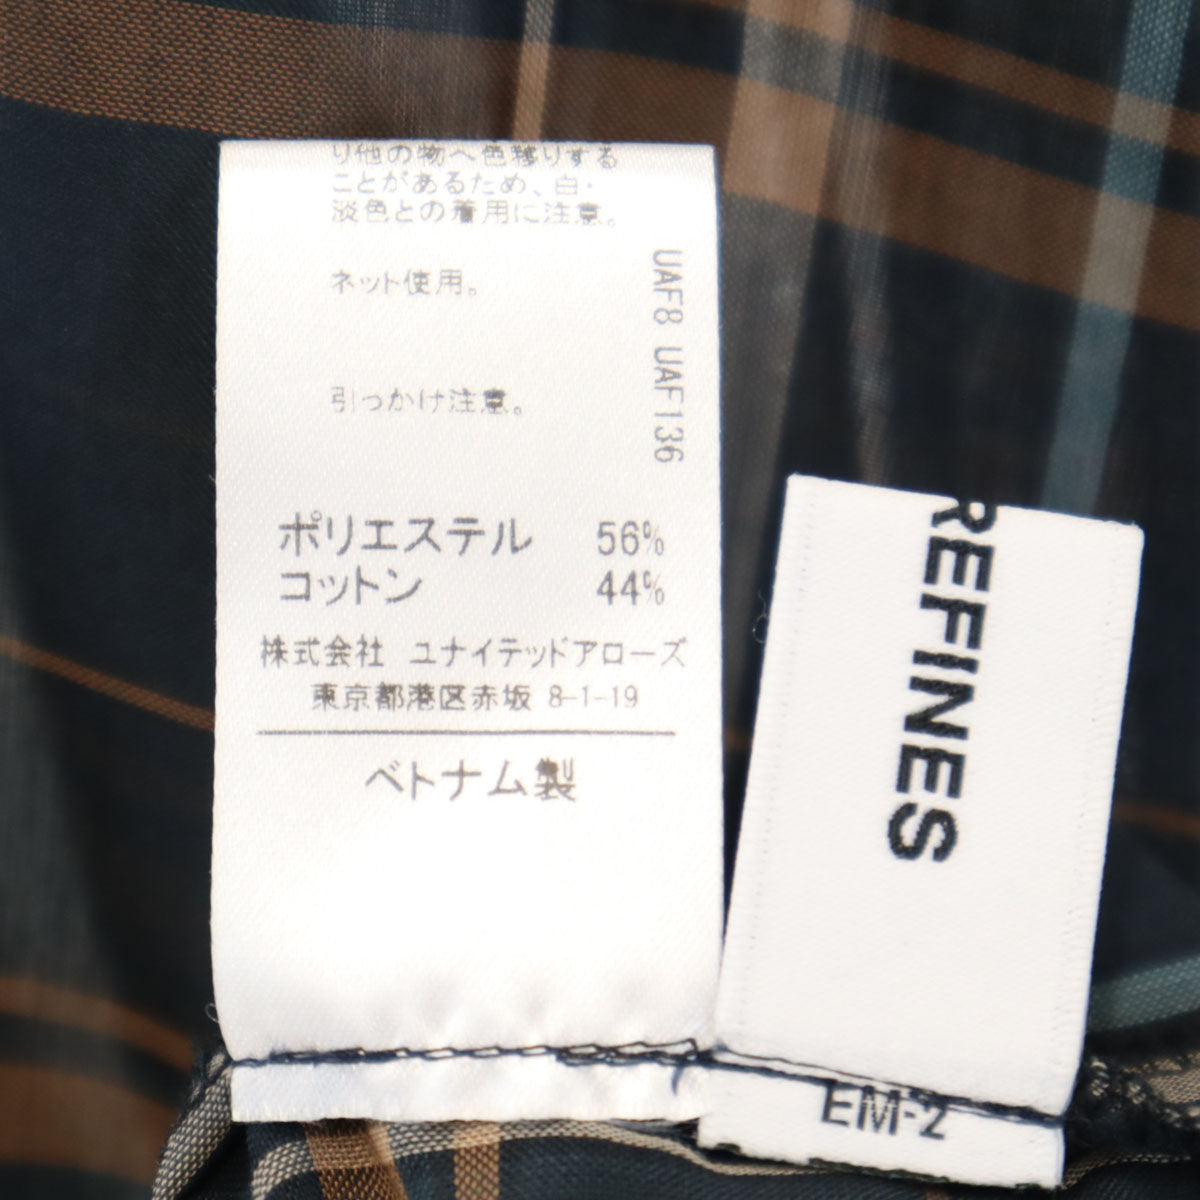 り他の物へ色移りする
ことがあるため、白・
淡色との着用に注意。
ネット使用。
引っかけ注意。
UAF8 UAF136
ポリエステル 56%
コットン 44%
株式会社 ユナイテッドアローズ
東京都港区赤坂 8-1-19
ベトナム製
REFINES
EM-2